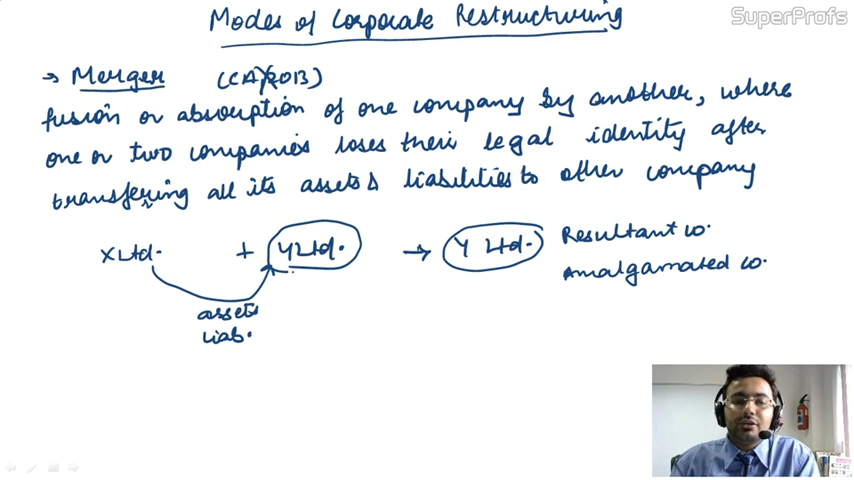 SuperProfs
Modes of Corporate Restructuring
→ Merger (CA)(2013)
fusion or absorption of one company by another, where
one or two companies loses their legal identity after
transferring all its assets & liabilities to other company
X Ltd. + Y Ltd. → Y Ltd. Resultant co.
Amalgamated co.
assets
liab.